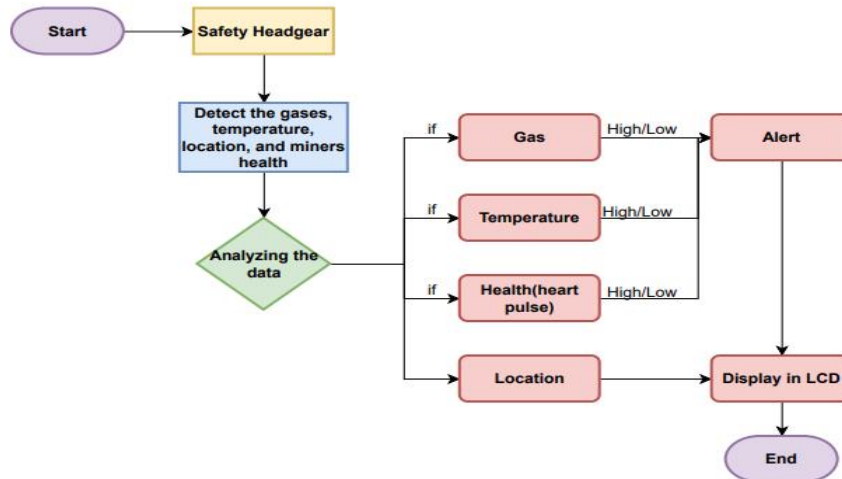 Start
Safety Headgear
Detect the gases,
temperature,
location, and miners
health
Analyzing the
data
if
Gas
High/Low
Alert
if
Temperature
High/Low
if
Health(heart
pulse)
High/Low
Location
Display in LCD
End